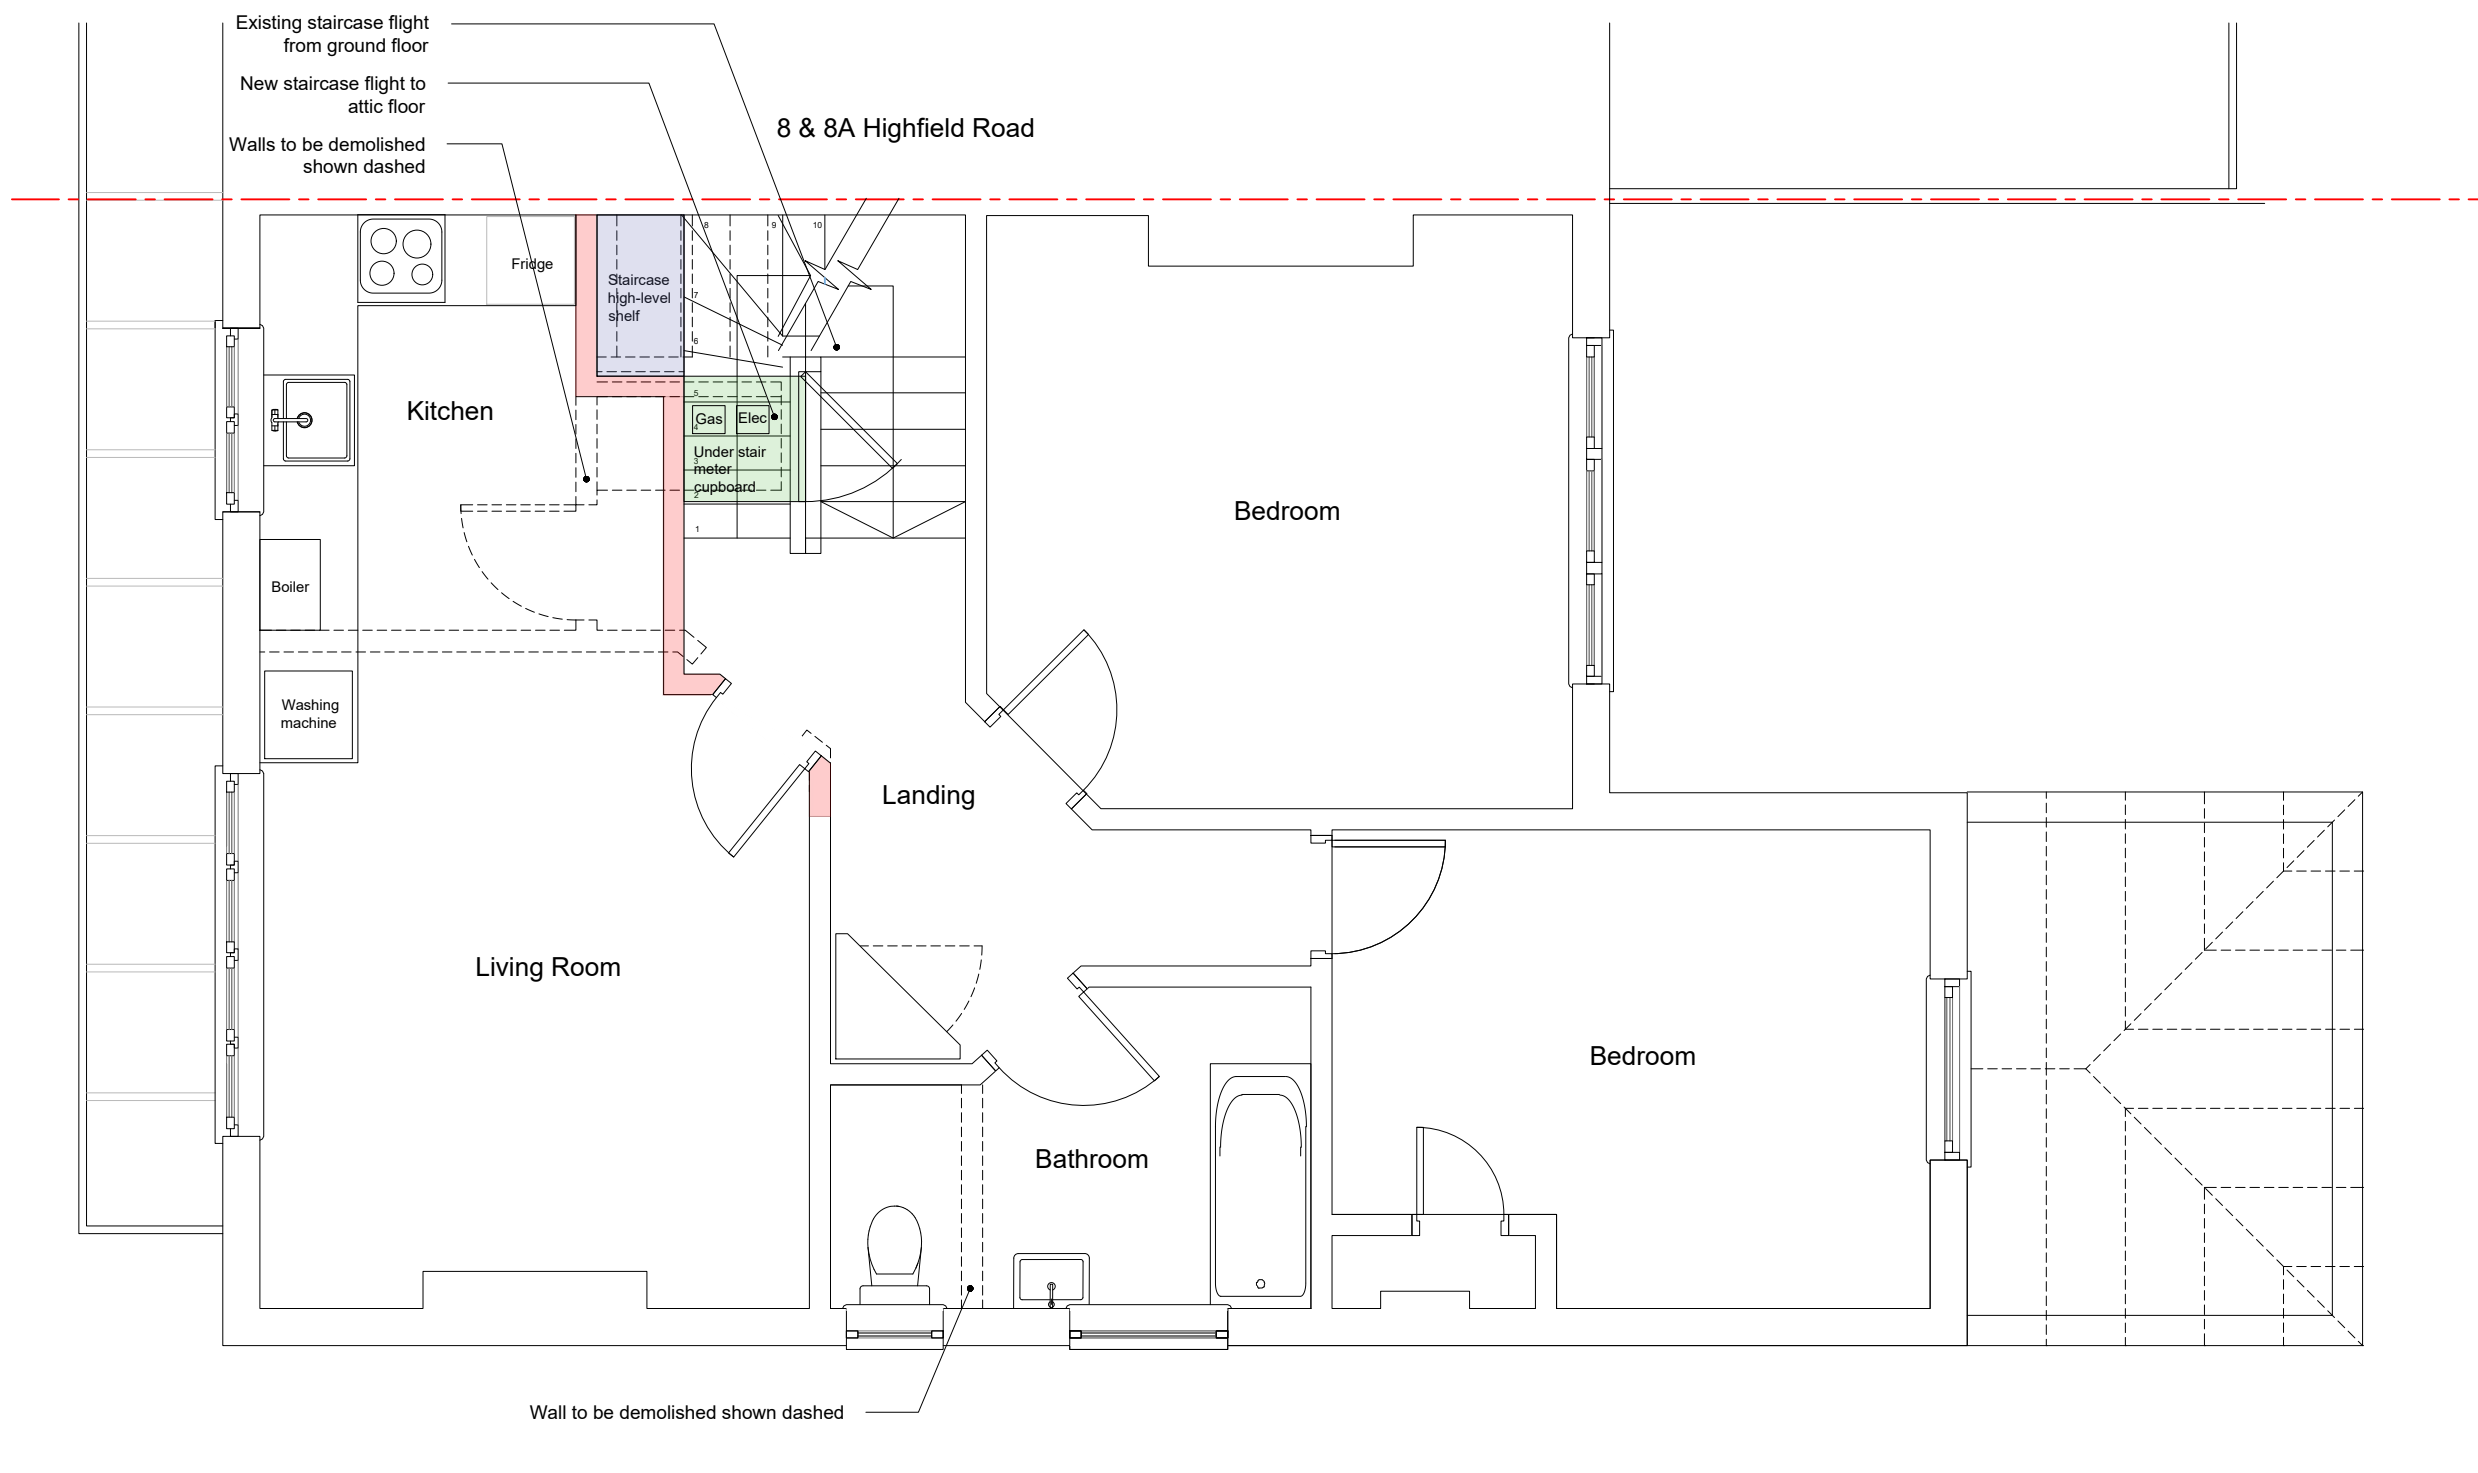 Existing staircase flight
from ground floor
New staircase flight to
attic floor
8 & 8A Highfield Road
Walls to be demolished
shown dashed
8
9
10
Fridge
Staircase
high-level
shelf
7
6
5
Kitchen
Gas
Elec
4
Under stair
3
meter
cupboard
2
1
Bedroom
Boiler
Washing
machine
Landing
Living Room
Bedroom
Bathroom
Wall to be demolished shown dashed